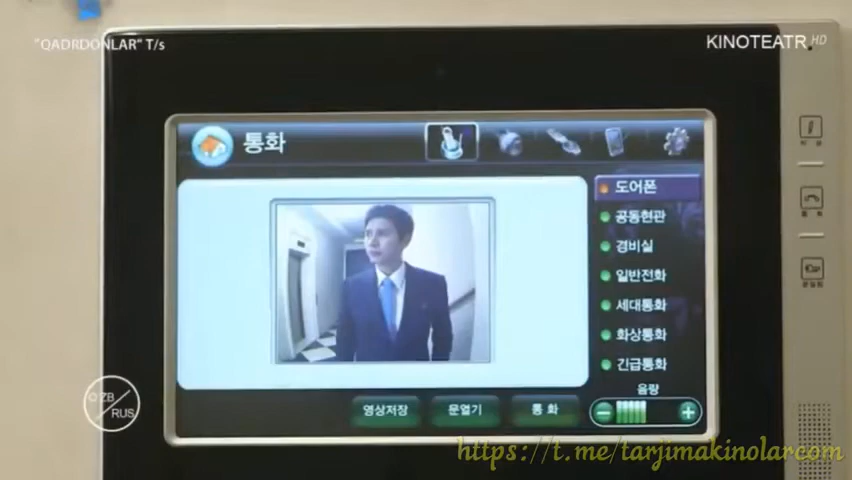 "QADRDONLAR" T/s
KINOTEATR.HD
통화
도어폰
공동현관
경비실
일반전화
세대통화
화상통화
긴급통화
음량
영상저장
문열기
통 화
OZB/RUS
https://t.me/tarjimakinolarcom